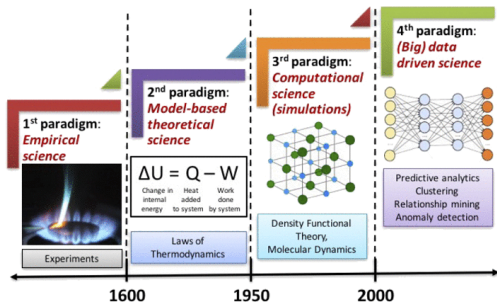 1st paradigm:
Empirical
science
Experiments
2nd paradigm:
Model-based
theoretical
science
ΔU = Q – W
Change in internal energy
Heat added to system
Work done by system
Laws of
Thermodynamics
3rd paradigm:
Computational
science
(simulations)
Density Functional
Theory,
Molecular Dynamics
4th paradigm:
(Big) data
driven science
Predictive analytics
Clustering
Relationship mining
Anomaly detection
1600
1950
2000